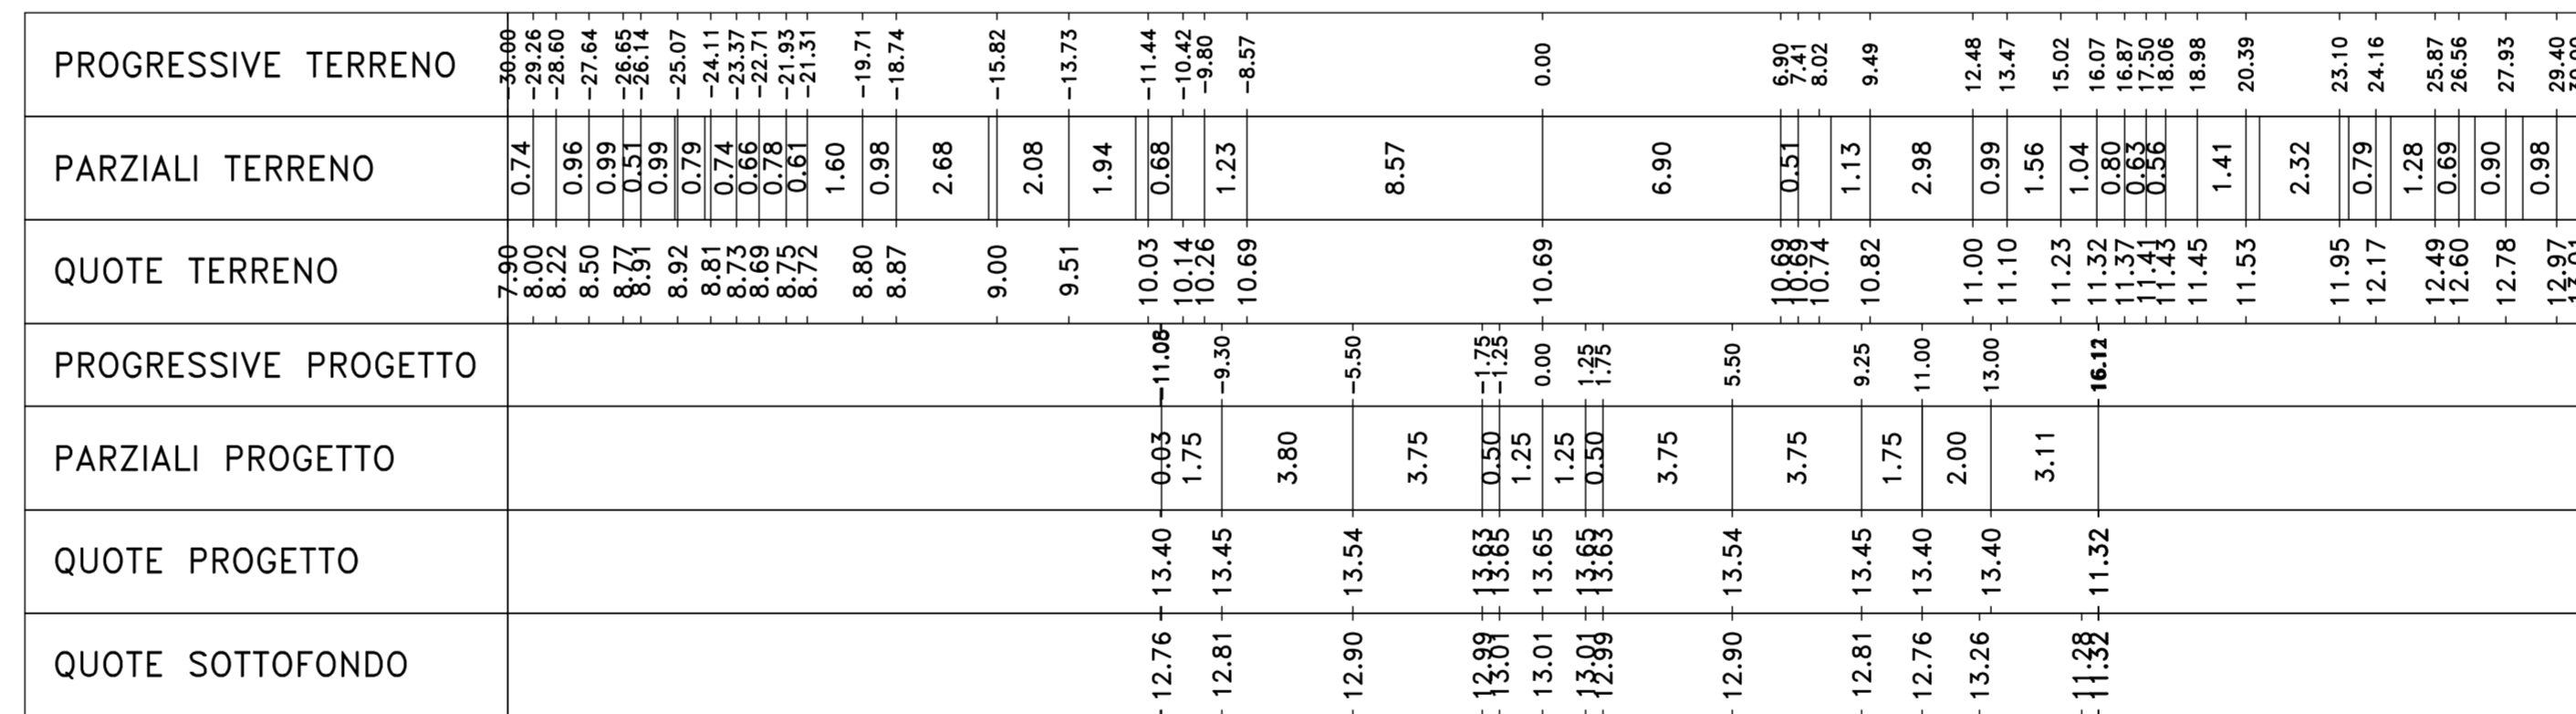 PROGRESSIVE TERRENO -30.00 -29.26 -28.60 -27.64 -26.65 -26.14 -25.07 -24.11 -23.37 -22.71 -21.93 -21.31 -19.71 -18.74 -15.82 -13.73 -11.44 -10.42 -9.80 -8.57 0.00 6.90 7.41 8.02 9.49 12.48 13.47 15.02 16.07 16.87 17.50 18.06 18.98 20.39 23.10 24.16 25.87 26.56 27.93 29.40
PARZIALI TERRENO 0.74 0.96 0.99 0.51 0.99 0.79 0.74 0.66 0.78 0.61 1.60 0.98 2.68 2.08 1.94 0.68 1.23 8.57 6.90 0.51 1.13 2.98 0.99 1.56 1.04 0.80 0.63 0.56 1.41 2.32 0.79 1.28 0.69 0.90 0.98
QUOTE TERRENO 7.90 8.00 8.22 8.50 8.77 8.91 8.92 8.81 8.73 8.69 8.75 8.72 8.80 8.87 9.00 9.51 10.03 10.14 10.26 10.69 10.69 10.69 10.69 10.74 10.82 11.00 11.10 11.23 11.32 11.37 11.41 11.43 11.45 11.53 11.95 12.17 12.49 12.60 12.78 12.97
PROGRESSIVE PROGETTO -11.08 -9.30 -5.50 -1.75 -1.25 0.00 1.25 1.75 5.50 9.25 11.00 13.00 16.12
PARZIALI PROGETTO 0.03 1.75 3.80 3.75 0.50 1.25 1.25 0.50 3.75 3.75 1.75 2.00 3.11
QUOTE PROGETTO 13.40 13.45 13.54 13.63 13.65 13.65 13.65 13.63 13.54 13.45 13.40 13.40 11.32
QUOTE SOTTOFONDO 12.76 12.81 12.90 12.99 13.01 13.01 13.01 12.99 12.90 12.81 12.76 13.26 11.28 11.32